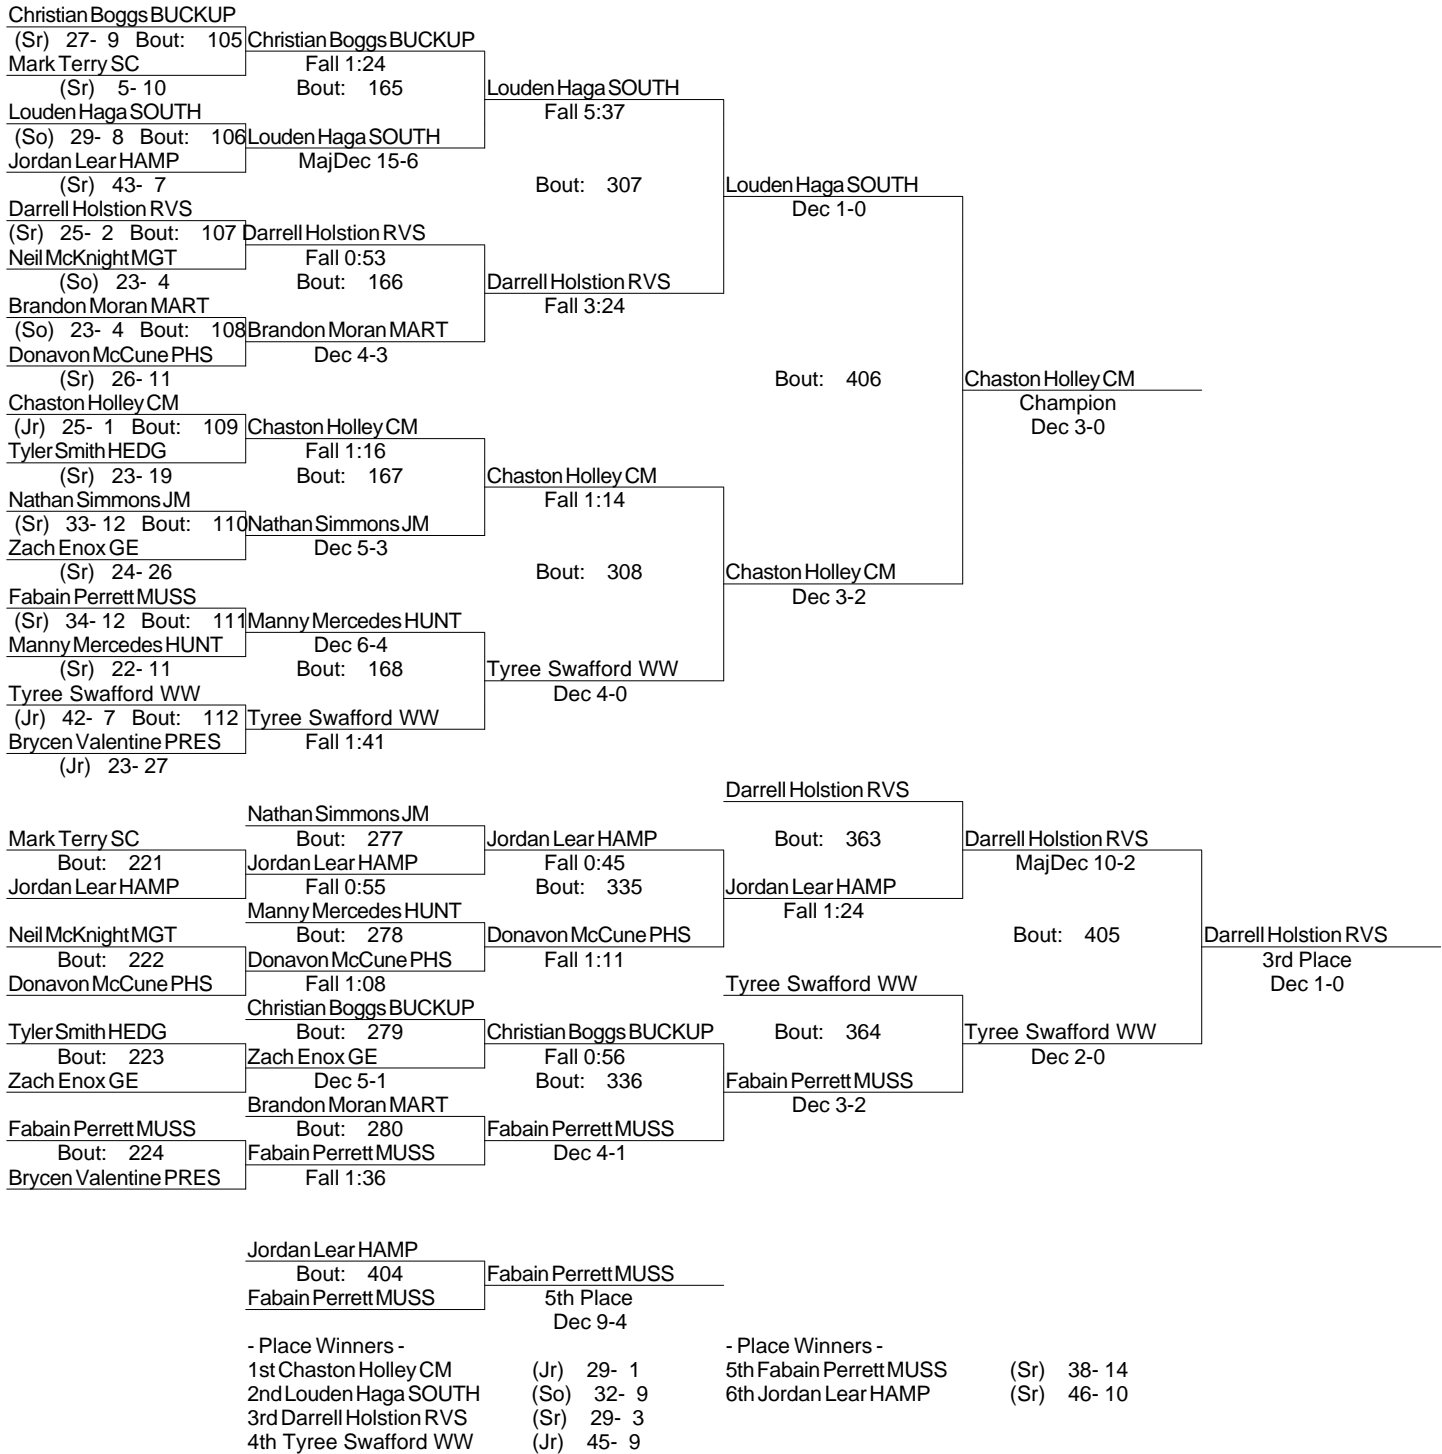 Christian Boggs BUCKUP
(Sr) 27- 9 Bout: 105 Christian Boggs BUCKUP
Mark Terry SC Fall 1:24
(Sr) 5- 10 Bout: 165 Louden Haga SOUTH
Louden Haga SOUTH Fall 5:37
(So) 29- 8 Bout: 106 Louden Haga SOUTH
Jordan Lear HAMP MajDec 15-6
(Sr) 43- 7 Bout: 307 Louden Haga SOUTH
Darrell Holstion RVS Dec 1-0
(Sr) 25- 2 Bout: 107 Darrell Holstion RVS
Neil McKnight MGT Fall 0:53
(So) 23- 4 Bout: 166 Darrell Holstion RVS
Brandon Moran MART Fall 3:24
(So) 23- 4 Bout: 108 Brandon Moran MART
Donavon McCune PHS Dec 4-3
(Sr) 26- 11 Bout: 406 Chaston Holley CM
Chaston Holley CM Champion
(Jr) 25- 1 Bout: 109 Chaston Holley CM Dec 3-0
Tyler Smith HEDG Fall 1:16
(Sr) 23- 19 Bout: 167 Chaston Holley CM
Nathan Simmons JM Fall 1:14
(Sr) 33- 12 Bout: 110 Nathan Simmons JM
Zach Enox GE Dec 5-3
(Sr) 24- 26 Bout: 308 Chaston Holley CM
Fabain Perrett MUSS Dec 3-2
(Sr) 34- 12 Bout: 111 Manny Mercedes HUNT
Manny Mercedes HUNT Dec 6-4
(Sr) 22- 11 Bout: 168 Tyree Swafford WW
Tyree Swafford WW Dec 4-0
(Jr) 42- 7 Bout: 112 Tyree Swafford WW
Brycen Valentine PRES Fall 1:41
(Jr) 23- 27
Darrell Holstion RVS
Nathan Simmons JM
Mark Terry SC Bout: 277 Jordan Lear HAMP Bout: 363 Darrell Holstion RVS
Bout: 221 Jordan Lear HAMP Fall 0:45 MajDec 10-2
Jordan Lear HAMP Fall 0:55 Bout: 335 Jordan Lear HAMP
Manny Mercedes HUNT Fall 1:24
Neil McKnight MGT Bout: 278 Donavon McCune PHS Bout: 405 Darrell Holstion RVS
Bout: 222 Donavon McCune PHS Fall 1:11 3rd Place
Donavon McCune PHS Fall 1:08 Tyree Swafford WW Dec 1-0
Christian Boggs BUCKUP
Tyler Smith HEDG Bout: 279 Christian Boggs BUCKUP Bout: 364 Tyree Swafford WW
Bout: 223 Zach Enox GE Fall 0:56 Dec 2-0
Zach Enox GE Dec 5-1 Bout: 336 Fabain Perrett MUSS
Brandon Moran MART Dec 3-2
Fabain Perrett MUSS Bout: 280 Fabain Perrett MUSS
Bout: 224 Fabain Perrett MUSS Dec 4-1
Brycen Valentine PRES Fall 1:36
Jordan Lear HAMP
Bout: 404 Fabain Perrett MUSS
Fabain Perrett MUSS 5th Place
Dec 9-4
- Place Winners - - Place Winners -
1st Chaston Holley CM (Jr) 29- 1 5th Fabain Perrett MUSS (Sr) 38- 14
2nd Louden Haga SOUTH (So) 32- 9 6th Jordan Lear HAMP (Sr) 46- 10
3rd Darrell Holstion RVS (Sr) 29- 3
4th Tyree Swafford WW (Jr) 45- 9